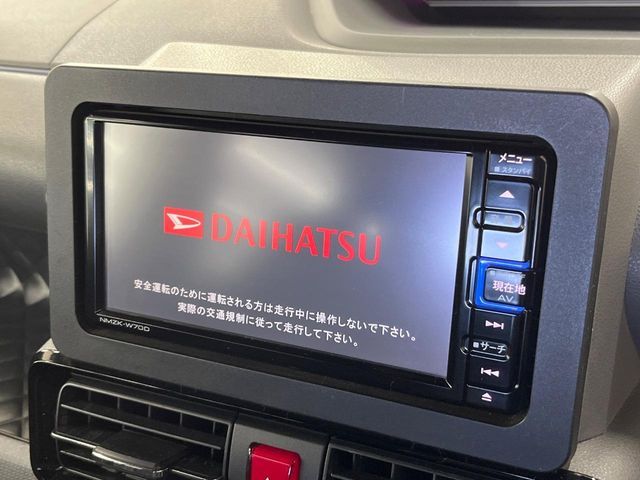 メニュー
■スタンバイ
DAIHATSU
現在地
AV
安全運転のために運転される方は走行中に操作しないで下さい。
実際の交通規制に従って走行して下さい。
■サーチ
NMZK-W70D